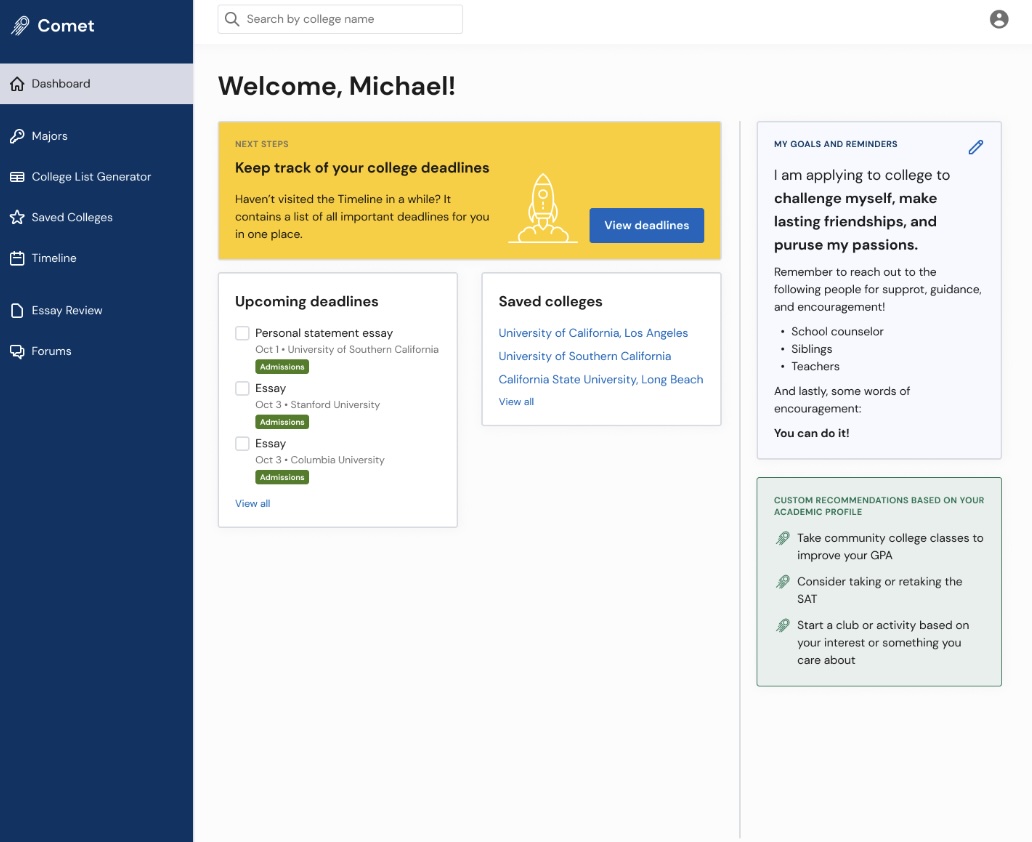 Comet
Search by college name
Dashboard
Majors
College List Generator
Saved Colleges
Timeline
Essay Review
Forums
Welcome, Michael!
NEXT STEPS
Keep track of your college deadlines
Haven't visited the Timeline in a while? It
contains a list of all important deadlines for you
in one place.
View deadlines
Upcoming deadlines
Personal statement essay
Oct 1 • University of Southern California
Admissions
Essay
Oct 3 • Stanford University
Admissions
Essay
Oct 3 • Columbia University
Admissions
View all
Saved colleges
University of California, Los Angeles
University of Southern California
California State University, Long Beach
View all
MY GOALS AND REMINDERS
I am applying to college to
challenge myself, make
lasting friendships, and
puruse my passions.
Remember to reach out to the
following people for supprot, guidance,
and encouragement!
• School counselor
• Siblings
• Teachers
And lastly, some words of
encouragement:
You can do it!
CUSTOM RECOMMENDATIONS BASED ON YOUR
ACADEMIC PROFILE
Take community college classes to
improve your GPA
Consider taking or retaking the
SAT
Start a club or activity based on
your interest or something you
care about